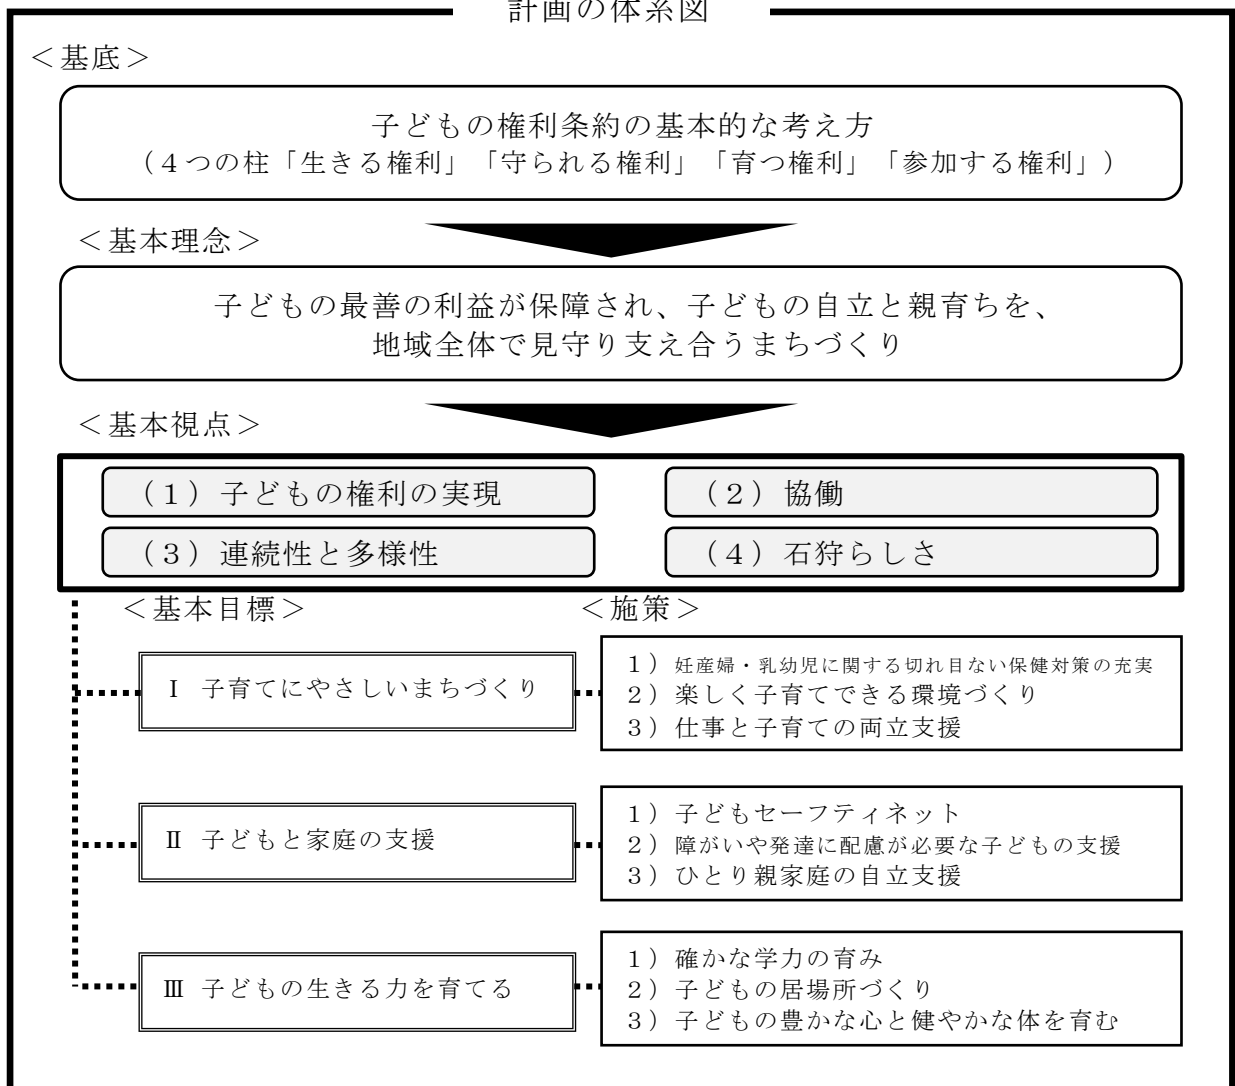 計画の体系図
＜基底＞
子どもの権利条約の基本的な考え方
（４つの柱「生きる権利」「守られる権利」「育つ権利」「参加する権利」）
＜基本理念＞
子どもの最善の利益が保障され、子どもの自立と親育ちを、
地域全体で見守り支え合うまちづくり
＜基本視点＞
（１）子どもの権利の実現
（２）協働
（３）連続性と多様性
（４）石狩らしさ
＜基本目標＞
＜施策＞
Ⅰ 子育てにやさしいまちづくり
１）妊産婦・乳幼児に関する切れ目ない保健対策の充実
２）楽しく子育てできる環境づくり
３）仕事と子育ての両立支援
Ⅱ 子どもと家庭の支援
１）子どもセーフティネット
２）障がいや発達に配慮が必要な子どもの支援
３）ひとり親家庭の自立支援
Ⅲ 子どもの生きる力を育てる
１）確かな学力の育み
２）子どもの居場所づくり
３）子どもの豊かな心と健やかな体を育む